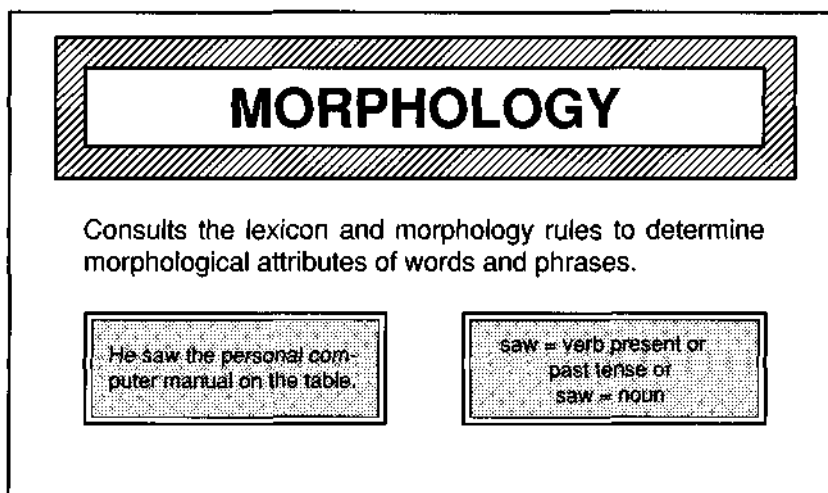 MORPHOLOGY
Consults the lexicon and morphology rules to determine
morphological attributes of words and phrases.
He saw the personal com-
puter manual on the table.
saw = verb present or
past tense or
saw = noun